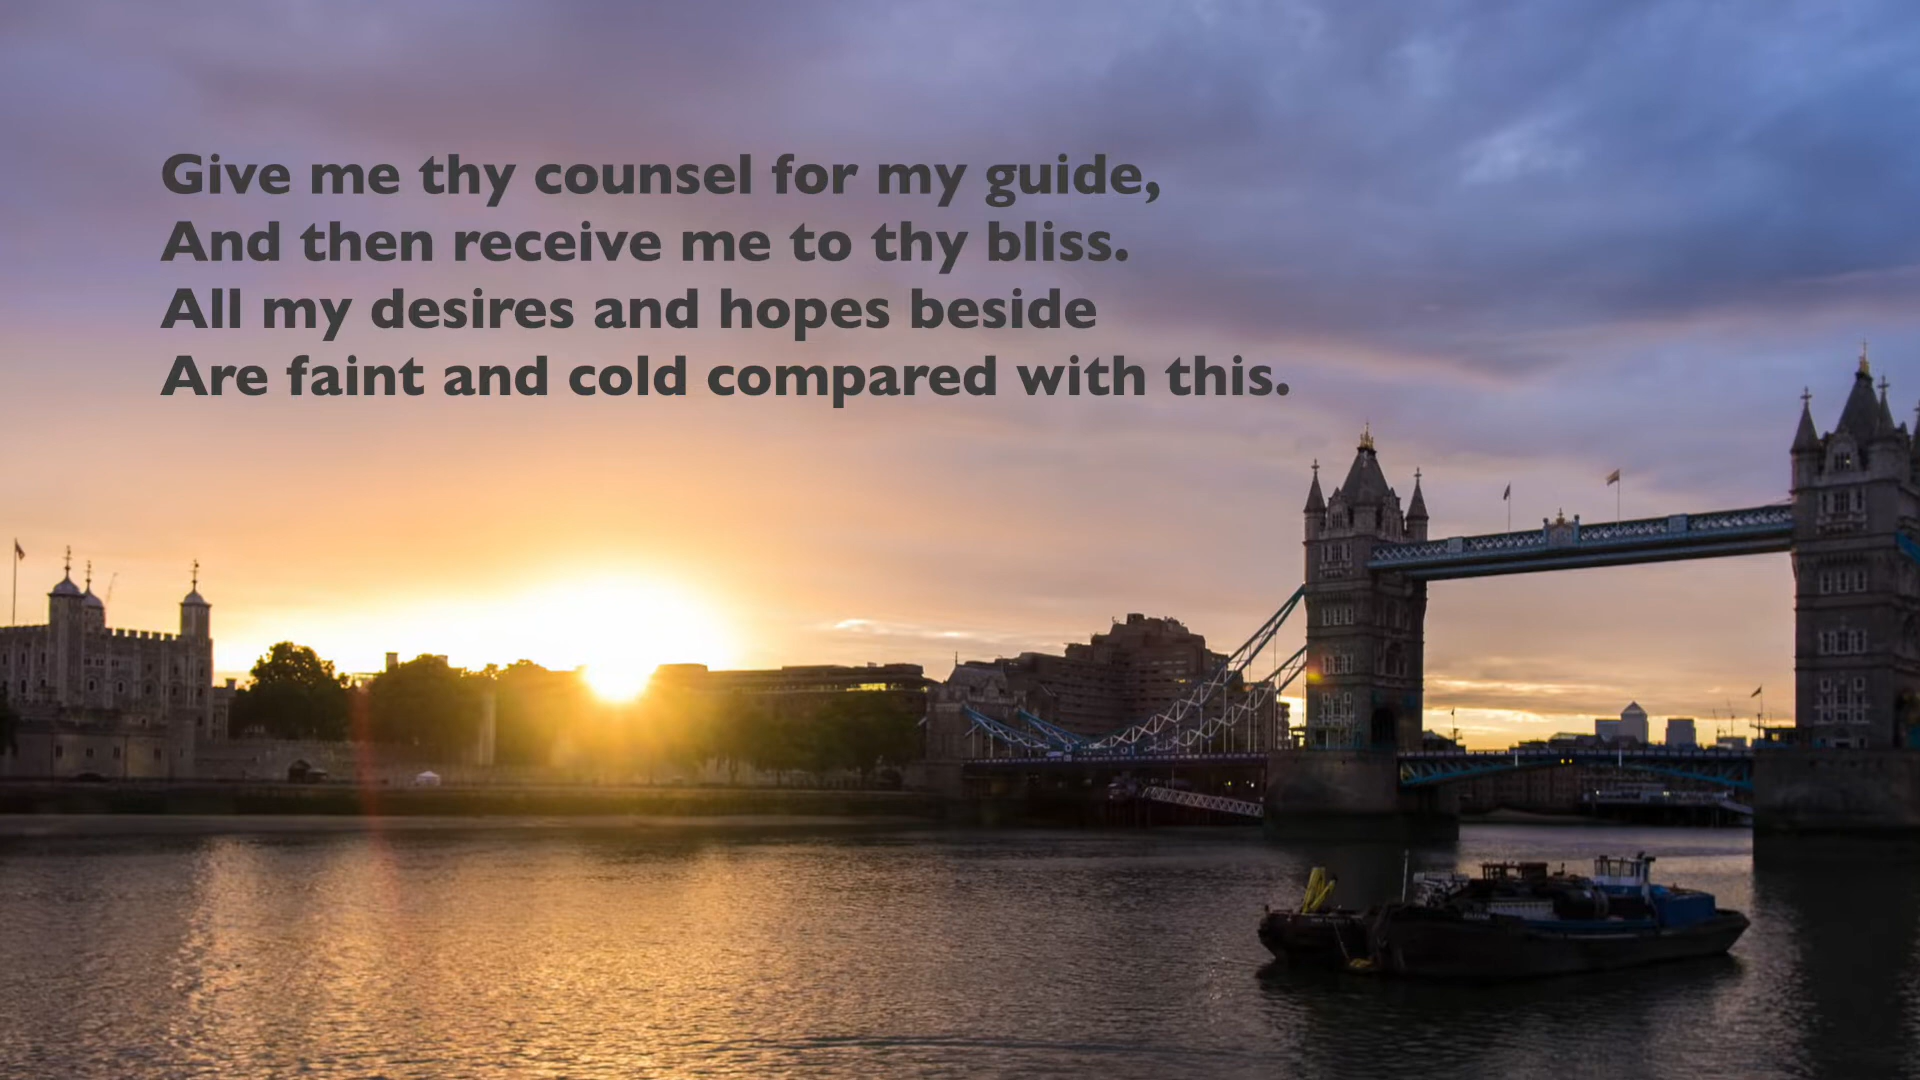 Give me thy counsel for my guide,
And then receive me to thy bliss.
All my desires and hopes beside
Are faint and cold compared with this.